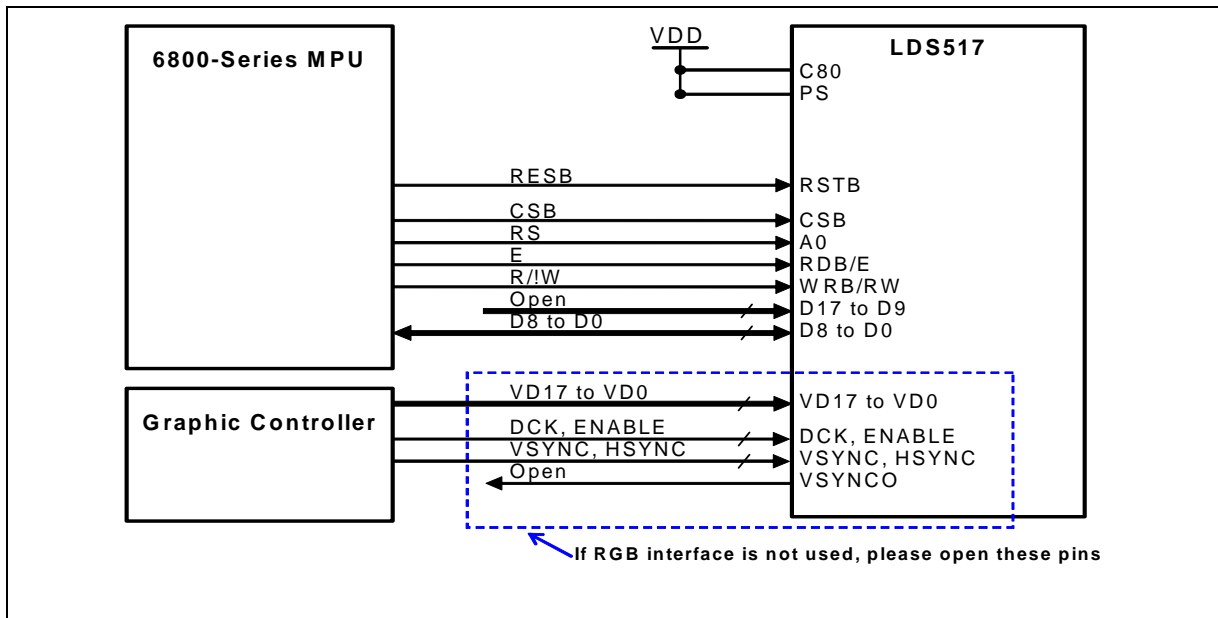 6800-Series MPU
VDD
LDS517
C80
PS
RESB
RSTB
CSB
CSB
RS
A0
E
RDB/E
R/!W
WRB/RW
Open
D17 to D9
D8 to D0
D8 to D0
Graphic Controller
VD17 to VD0
VD17 to VD0
DCK, ENABLE
DCK, ENABLE
VSYNC, HSYNC
VSYNC, HSYNC
Open
VSYNCO
If RGB interface is not used, please open these pins